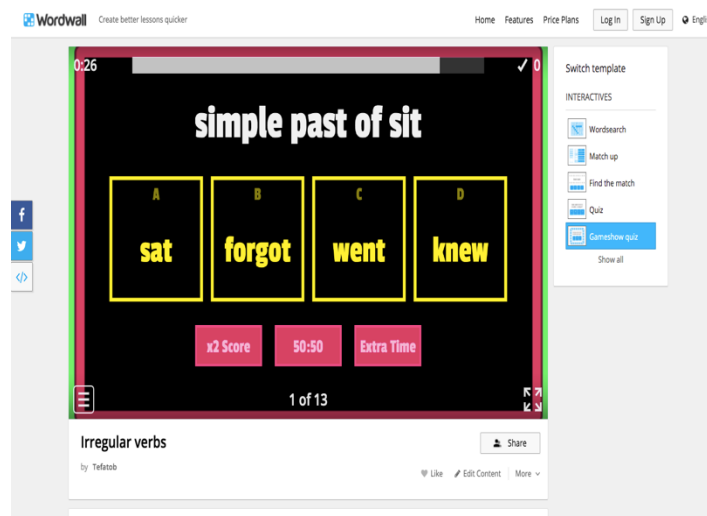 Wordwall Create better lessons quicker Home Features Price Plans Log In Sign Up Engli
0:26 ✓ 0
simple past of sit
A B C D
sat forgot went knew
x2 Score 50:50 Extra Time
1 of 13
Switch template
INTERACTIVES
Wordsearch
Match up
Find the match
Quiz
Gameshow quiz
Show all
Irregular verbs Share
by Tefatob
Like Edit Content More